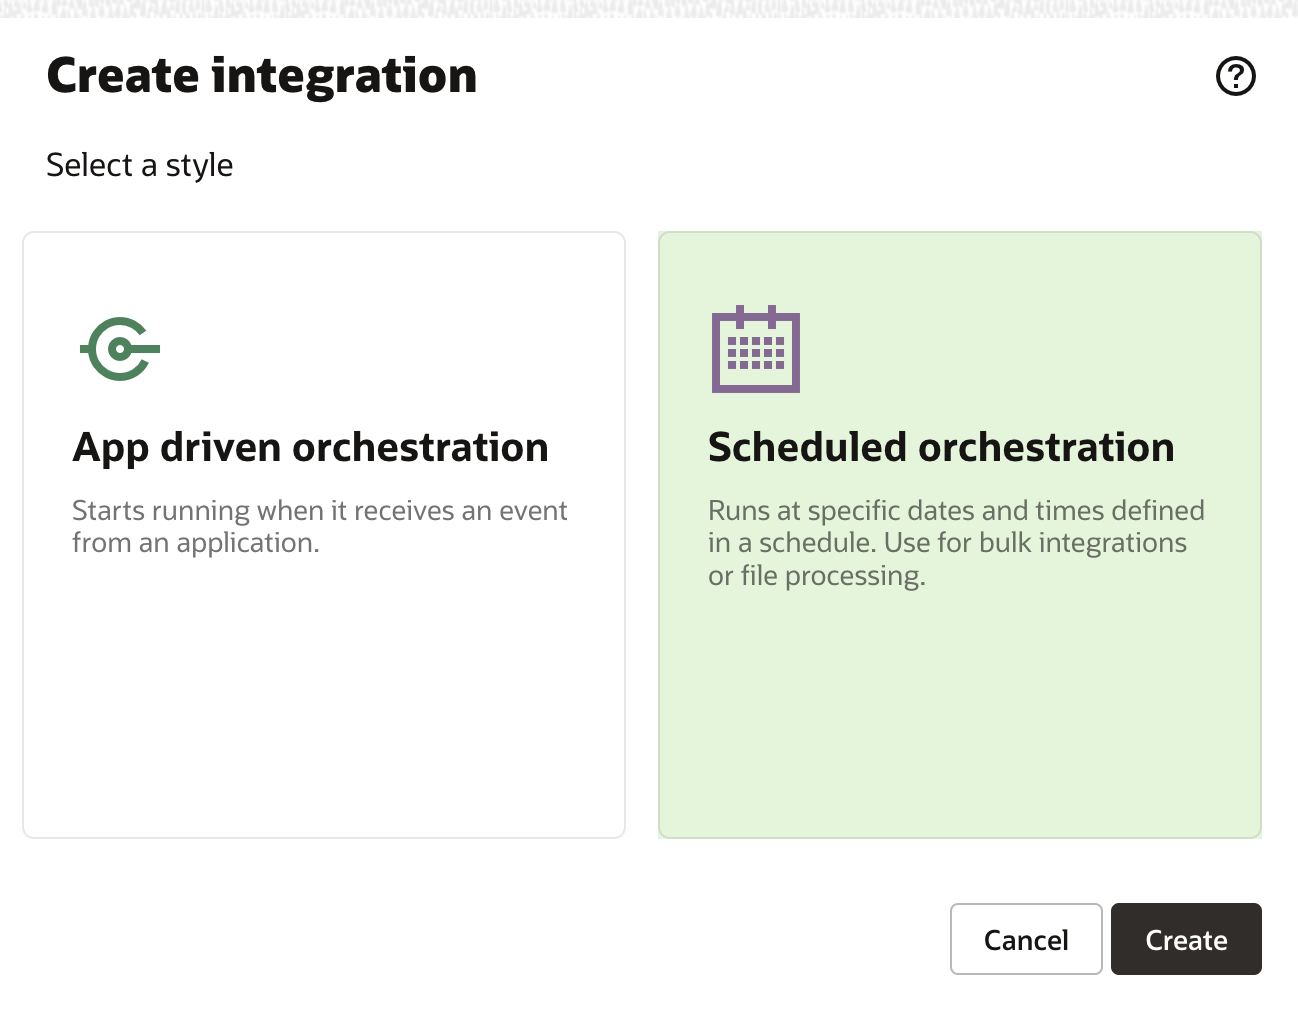 Create integration
Select a style
App driven orchestration
Starts running when it receives an event
from an application.
Scheduled orchestration
Runs at specific dates and times defined
in a schedule. Use for bulk integrations
or file processing.
Cancel
Create